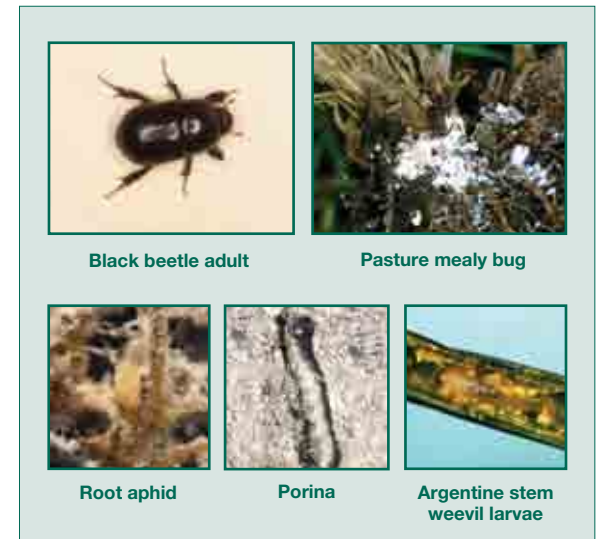 Black beetle adult
Pasture mealy bug
Root aphid
Porina
Argentine stem
weevil larvae